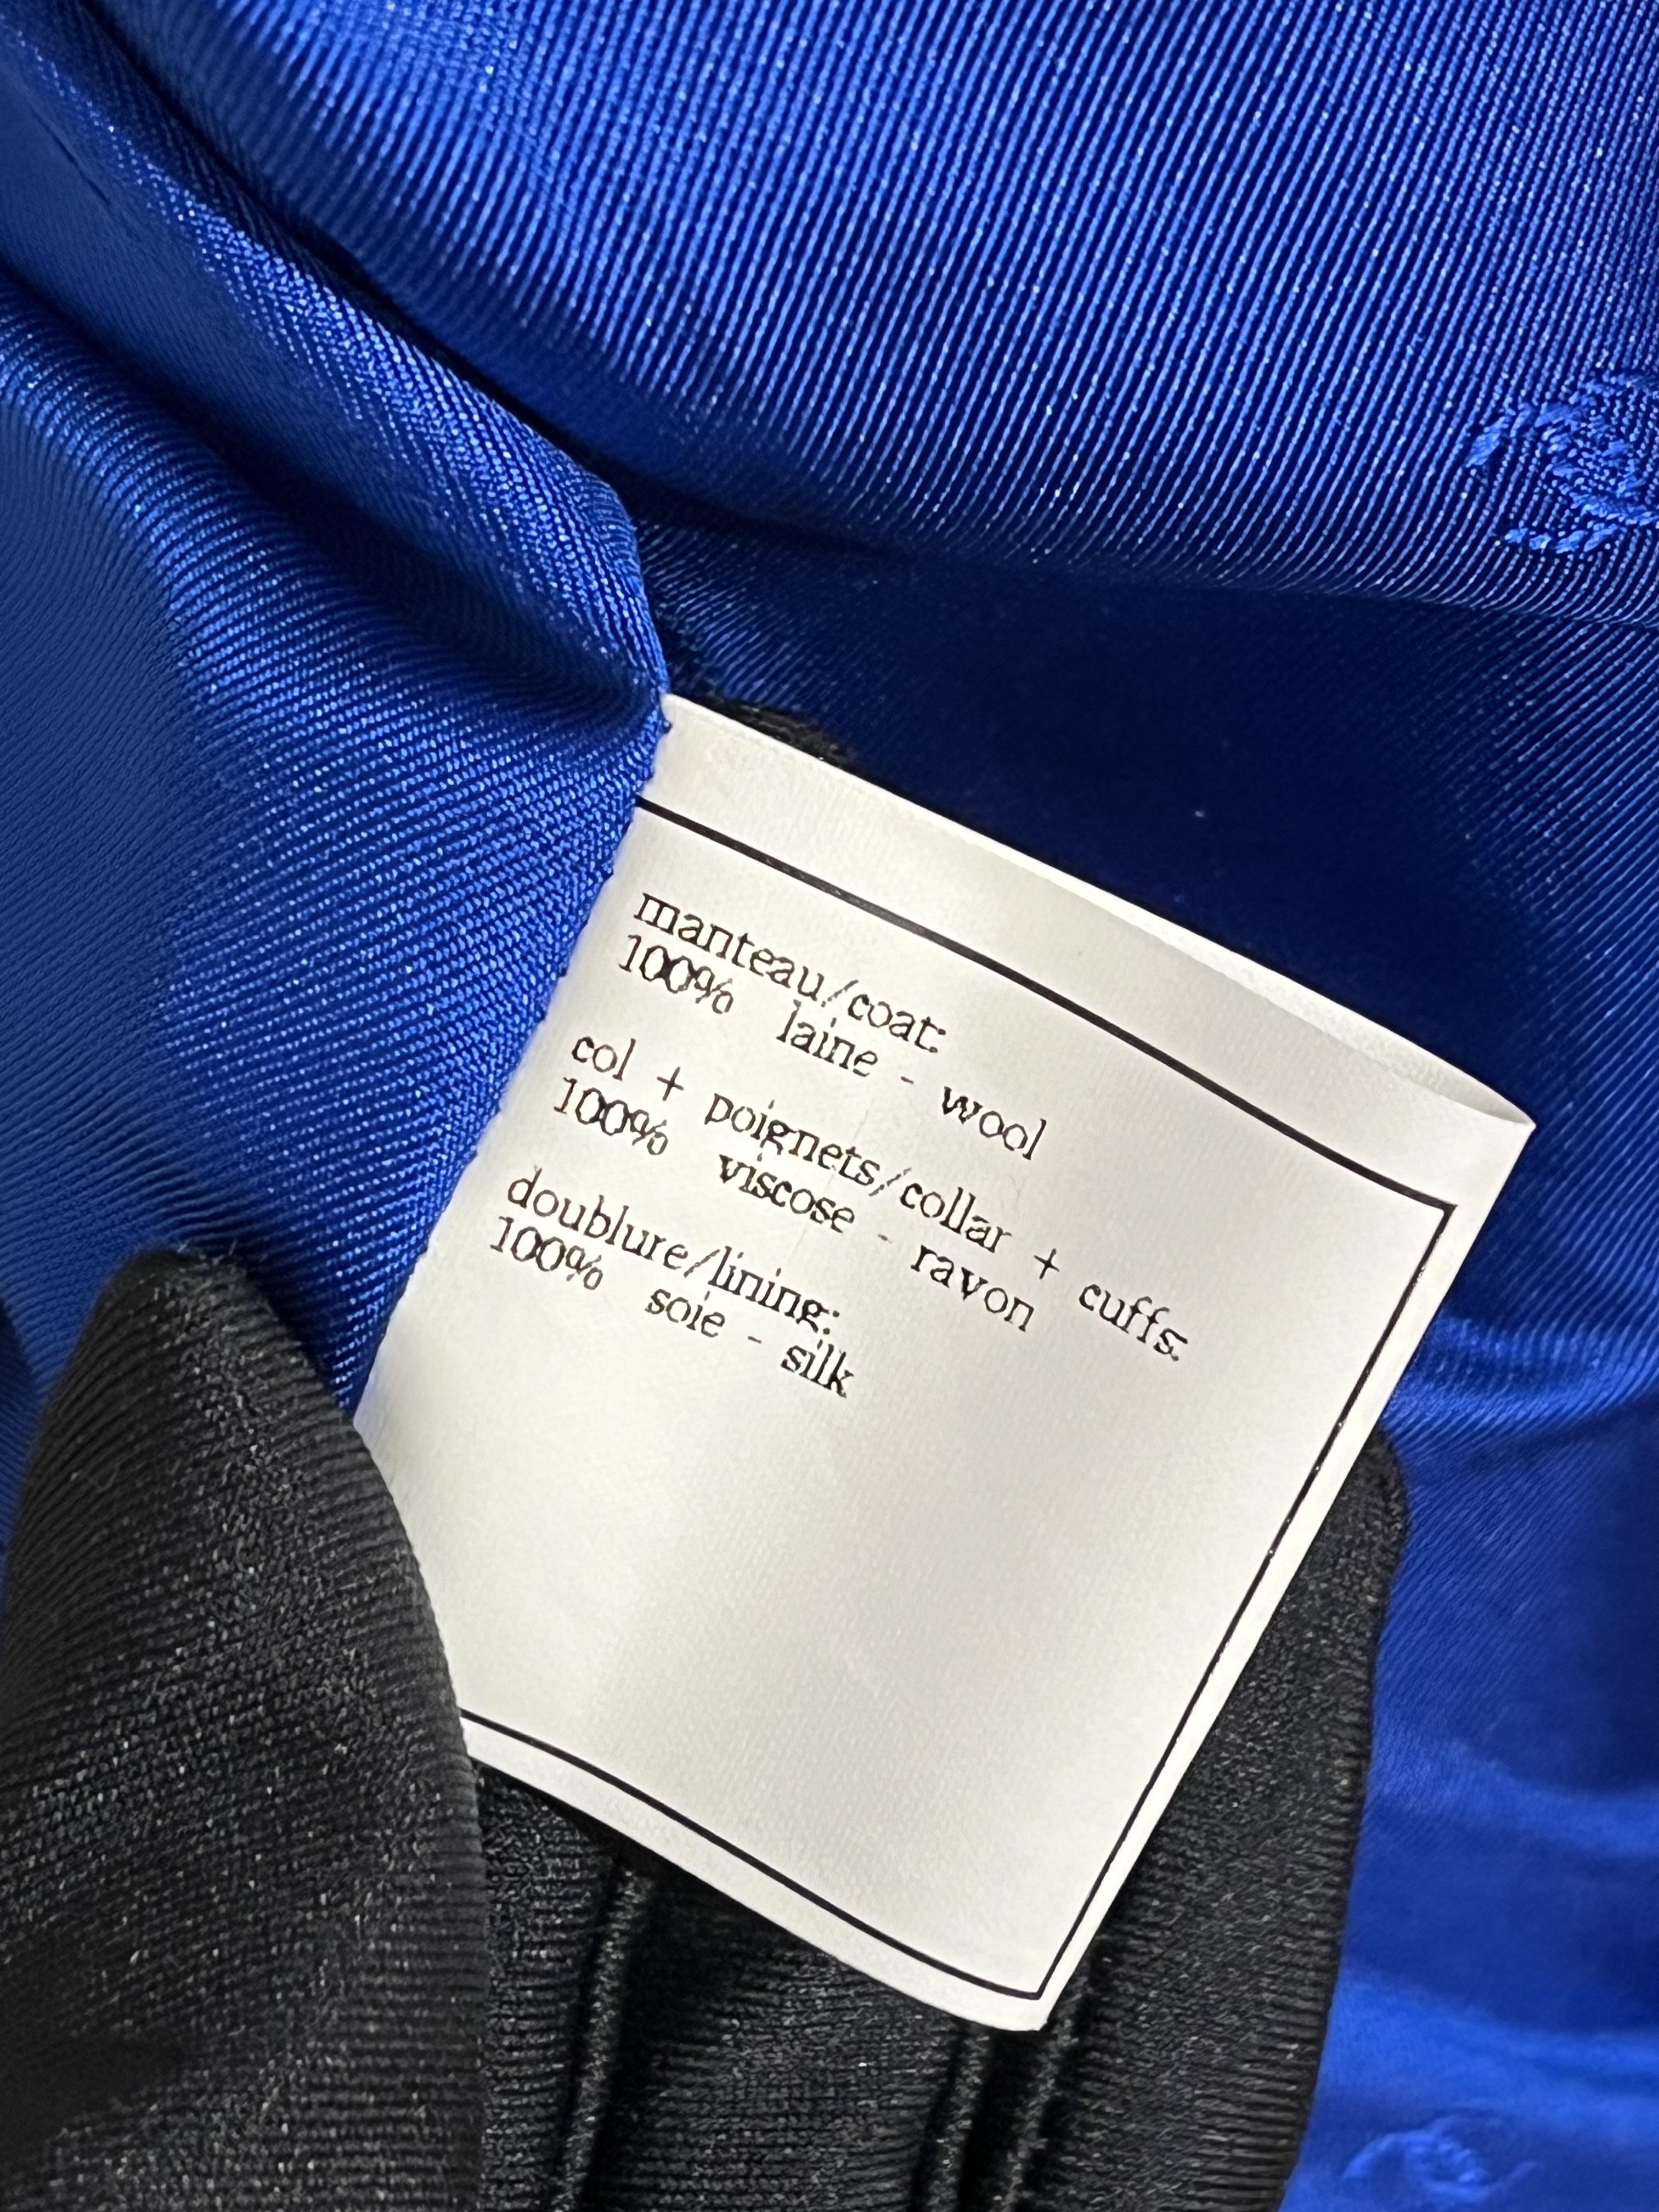 manteau/coat:
100% laine - wool
col + poignets/collar + cuffs:
100% viscose - rayon
doublure/lining:
100% soie - silk